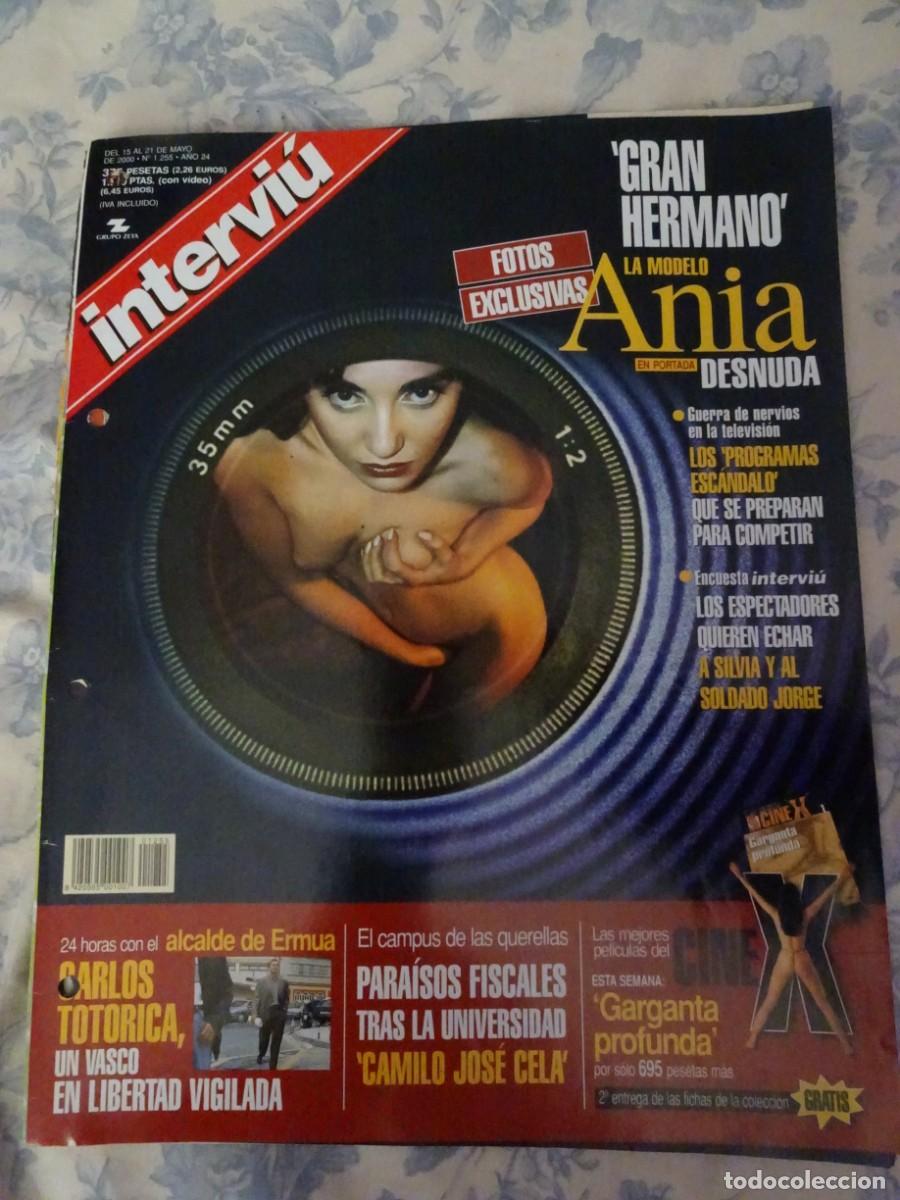 DEL 15 AL 21 DE MAYO
DE 2000 • Nº 1.255 • AÑO 24
PESETAS (2,26 EUROS)
PTAS. (con vídeo)
(6,45 EUROS)
(IVA INCLUIDO)
GRUPO ZETA
interviú
'GRAN
HERMANO'
FOTOS
EXCLUSIVAS
LA MODELO
Ania
EN PORTADA
DESNUDA
35mm
1:2
Guerra de nervios
en la televisión
LOS 'PROGRAMAS
ESCÁNDALO'
QUE SE PREPARAN
PARA COMPETIR
Encuesta interviú
LOS ESPECTADORES
QUIEREN ECHAR
A SILVIA Y AL
SOLDADO JORGE
CINE X
Garganta
profunda
01255
24 horas con el alcalde de Ermua
CARLOS
TOTORICA,
UN VASCO
EN LIBERTAD VIGILADA
El campus de las querellas
PARAÍSOS FISCALES
TRAS LA UNIVERSIDAD
'CAMILO JOSÉ CELA'
Las mejores
películas del
CINE X
ESTA SEMANA:
'Garganta
profunda'
por sólo 695 pesetas más
2ª entrega de las fichas de la colección
GRATIS
todocoleccion